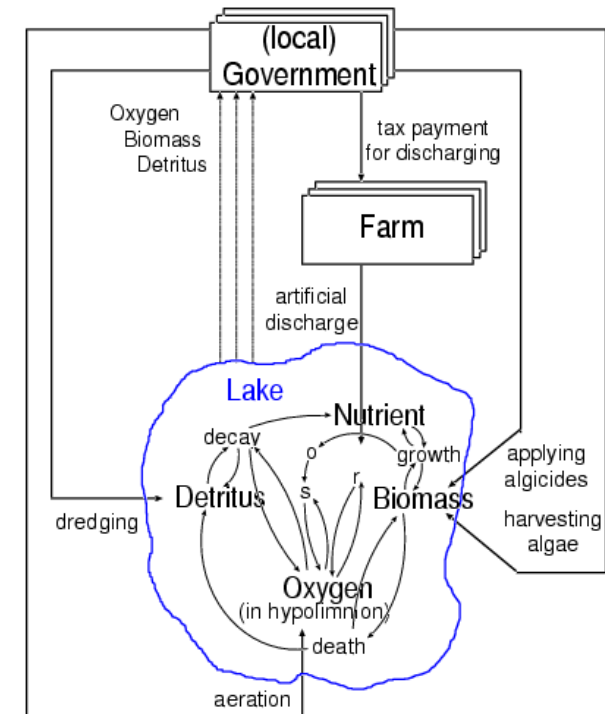 (local)
Government
Oxygen
Biomass
Detritus
tax payment
for discharging
Farm
artificial
discharge
Lake
Nutrient
decay
o
growth
s
r
Detritus
Biomass
applying
algicides
dredging
harvesting
algae
Oxygen
(in hypolimnion)
death
aeration